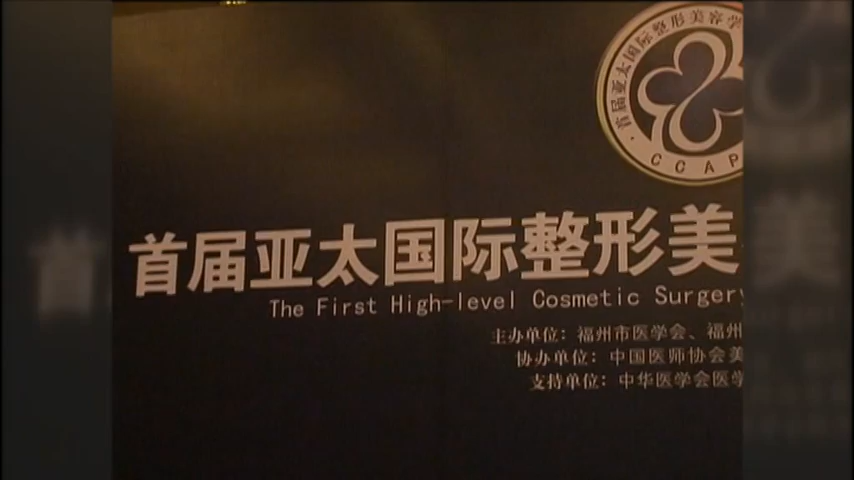 ·首届亚太国际整形美容学
CCAP
首届亚太国际整形美
The First High-level Cosmetic Surgery
主办单位：福州市医学会、福州
协办单位：中国医师协会美
支持单位：中华医学会医学